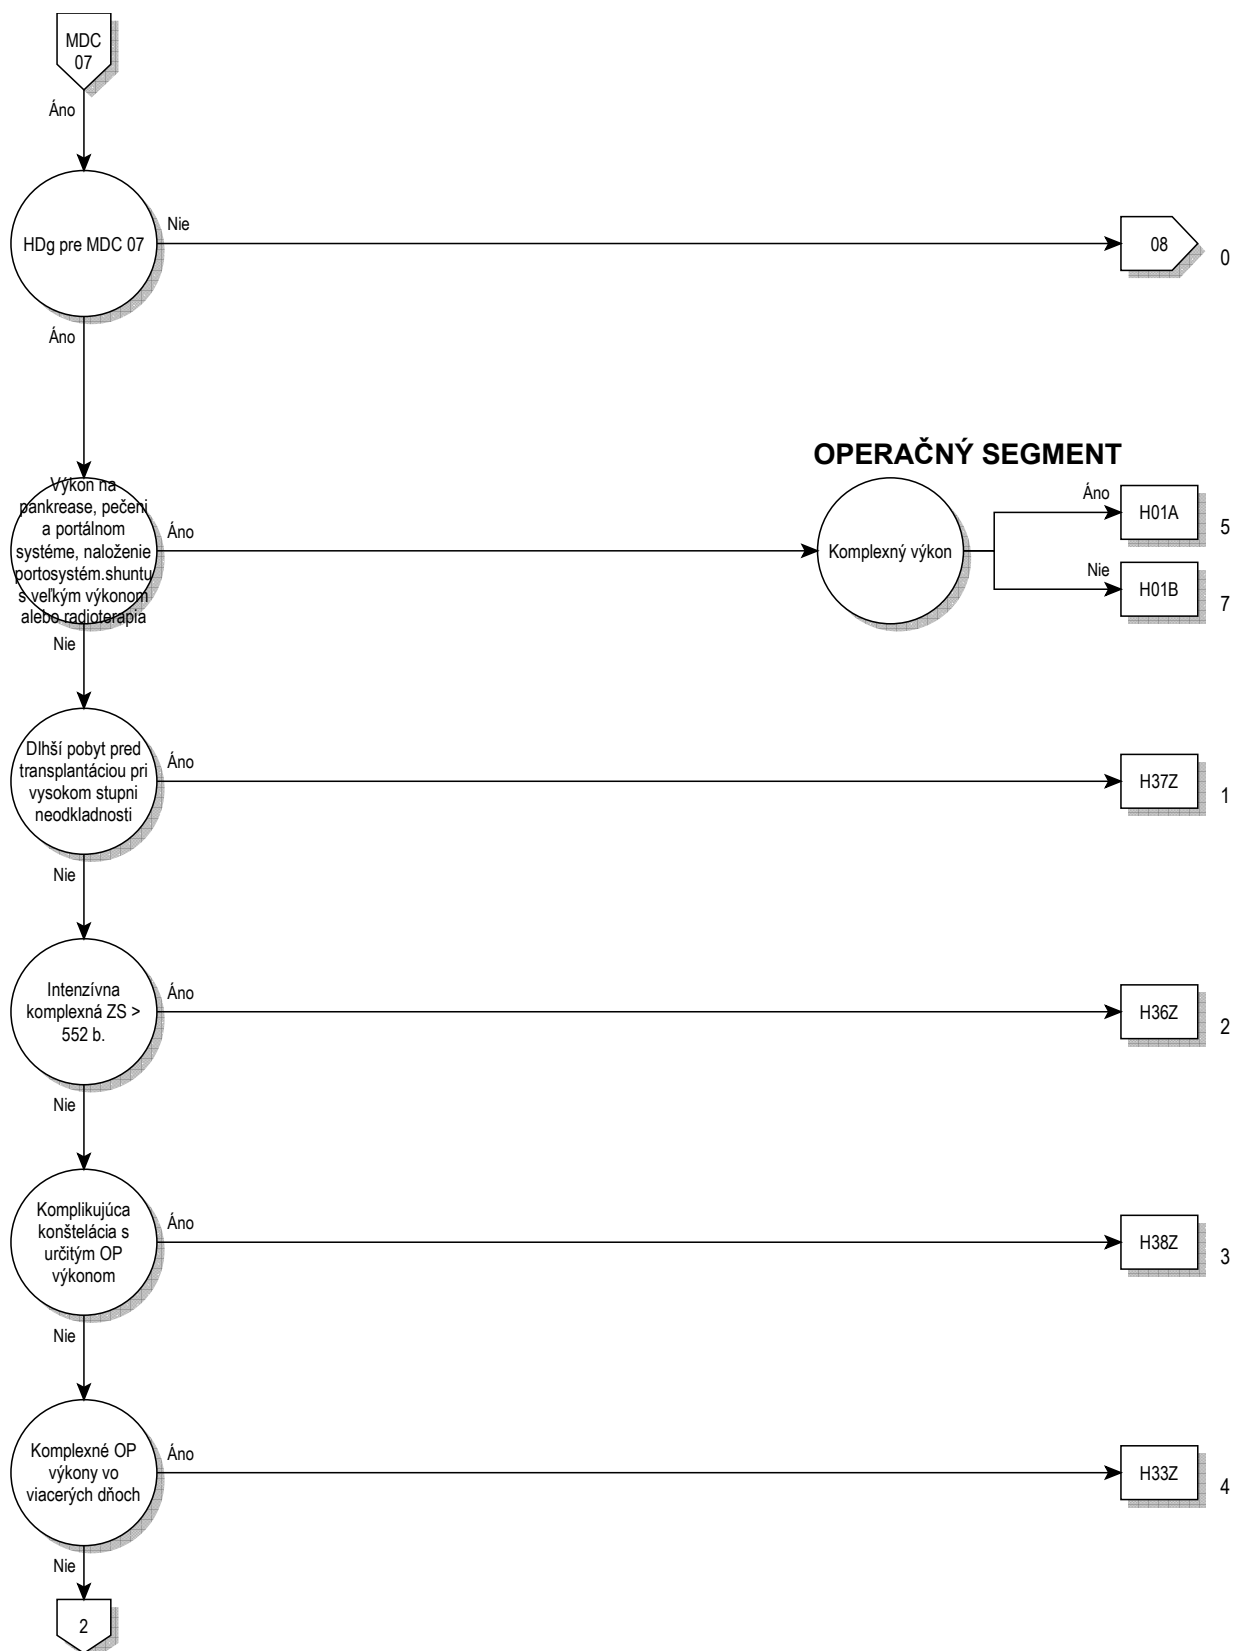 MDC
07
Áno
HDg pre MDC 07
Nie
08
0
Áno
OPERAČNÝ SEGMENT
Výkon na
pankrease, pečeni
a portálnom
systéme, naloženie
portosystém.shuntu
s veľkým výkonom
alebo radioterapia
Áno
Komplexný výkon
Áno
H01A
5
Nie
H01B
7
Nie
Dlhší pobyt pred
transplantáciou pri
vysokom stupni
neodkladnosti
Áno
H37Z
1
Nie
Intenzívna
komplexná ZS >
552 b.
Áno
H36Z
2
Nie
Komplikujúca
konštelácia s
určitým OP
výkonom
Áno
H38Z
3
Nie
Komplexné OP
výkony vo
viacerých dňoch
Áno
H33Z
4
Nie
2